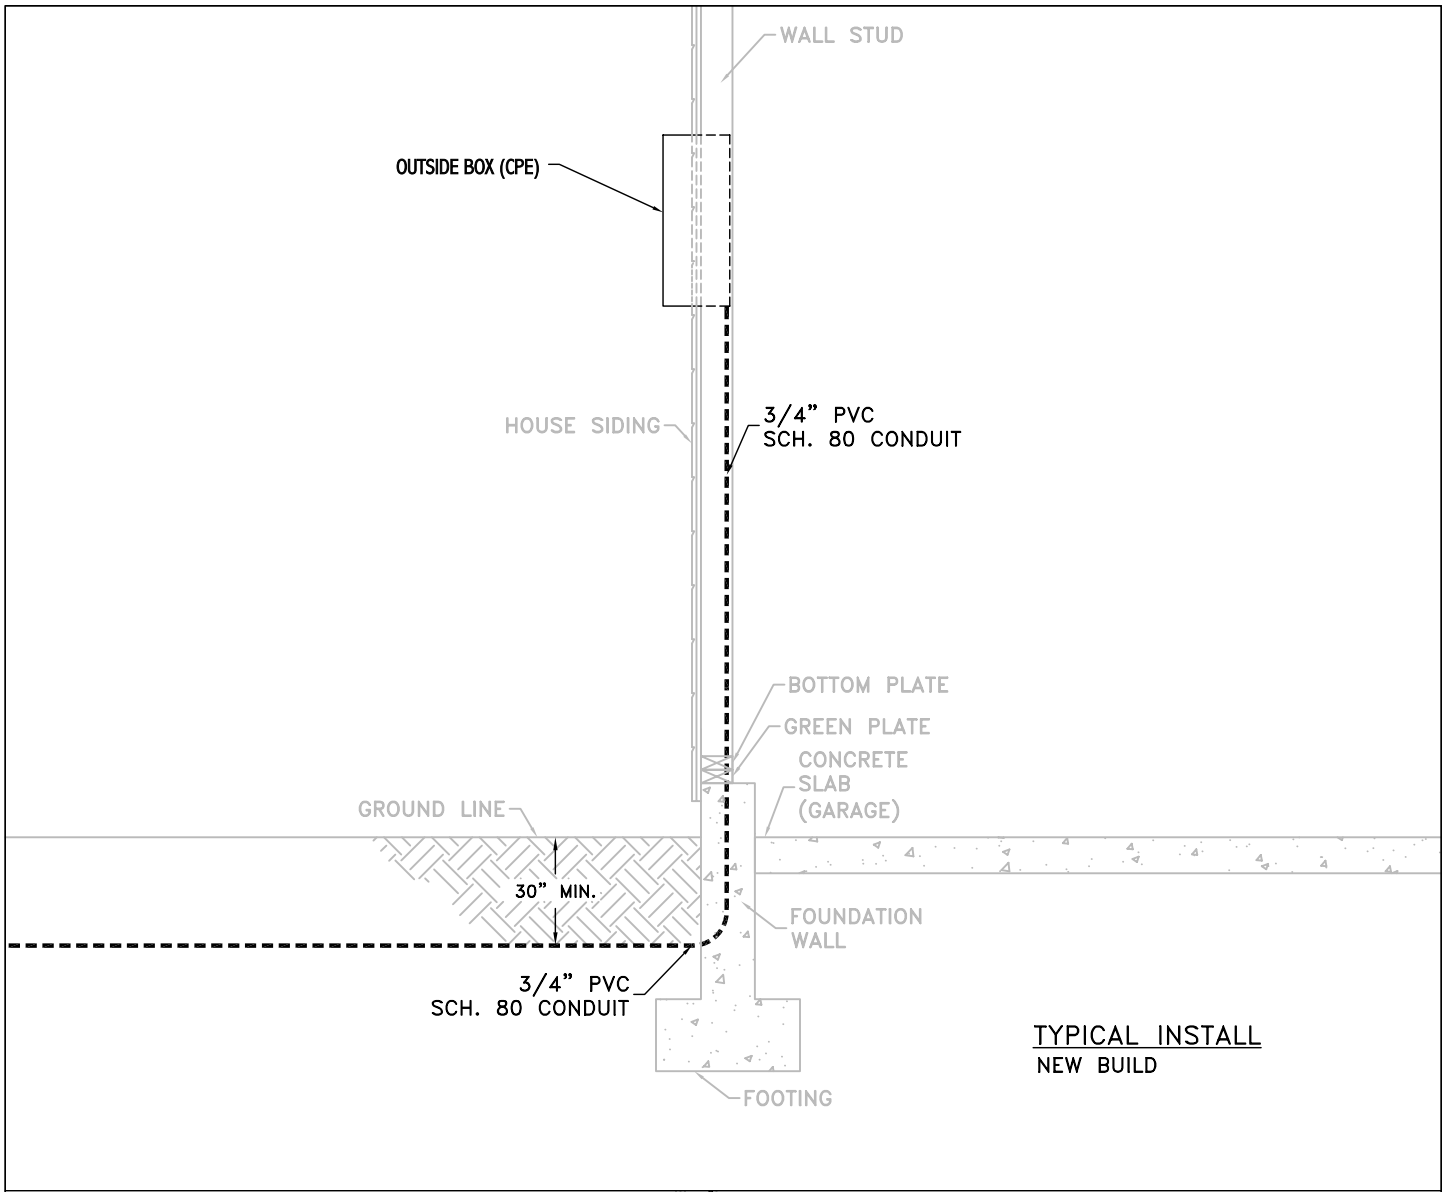 WALL STUD
OUTSIDE BOX (CPE)
3/4” PVC
SCH. 80 CONDUIT
HOUSE SIDING
BOTTOM PLATE
GREEN PLATE
CONCRETE
SLAB
(GARAGE)
GROUND LINE
30” MIN.
FOUNDATION
WALL
3/4” PVC
SCH. 80 CONDUIT
TYPICAL INSTALL
NEW BUILD
FOOTING